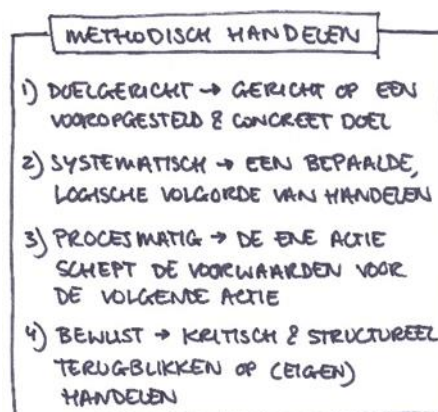 METHODISCH HANDELEN
1) DOELGERICHT → GERICHT OP EEN
VOOROPGESTELD & CONCREET DOEL
2) SYSTEMATISCH → EEN BEPAALDE,
LOGISCHE VOLGORDE VAN HANDELEN
3) PROCESMATIG → DE ENE ACTIE
SCHEPT DE VOORWAARDEN VOOR
DE VOLGENDE ACTIE
4) BEWUST → KRITISCH & STRUCTUREEL
TERUGBLIKKEN OP (EIGEN)
HANDELEN